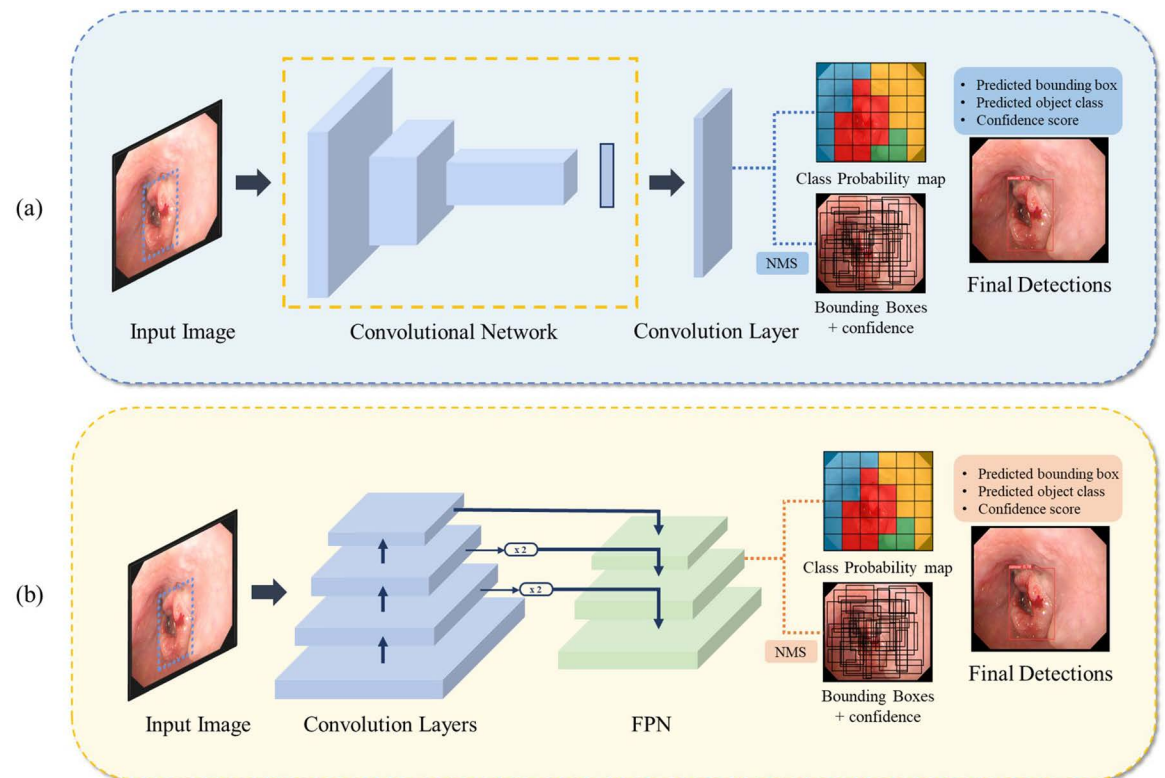 (a)
Input Image
Convolutional Network
Convolution Layer
Class Probability map
NMS
Bounding Boxes
+ confidence
• Predicted bounding box
• Predicted object class
• Confidence score
Final Detections
(b)
Input Image
Convolution Layers
x 2
x 2
FPN
Class Probability map
NMS
Bounding Boxes
+ confidence
• Predicted bounding box
• Predicted object class
• Confidence score
Final Detections